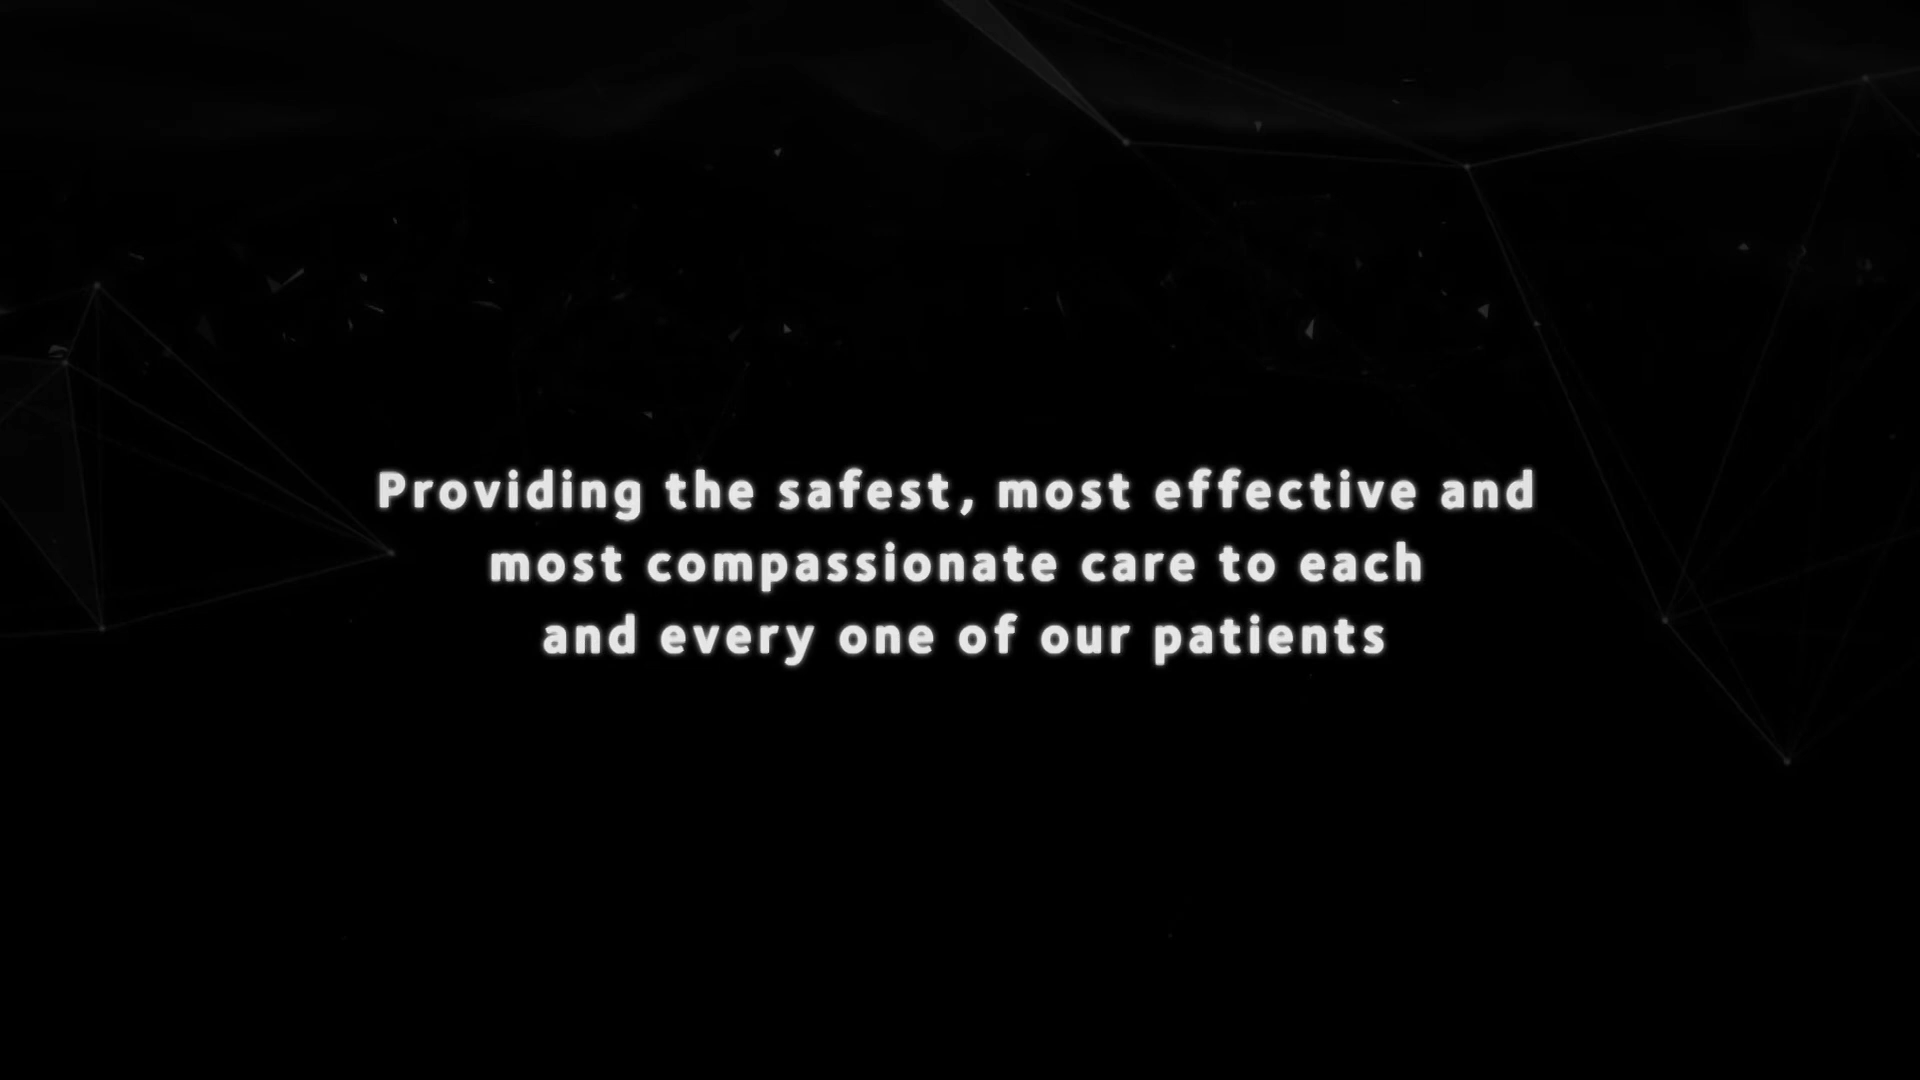 Providing the safest, most effective and
most compassionate care to each
and every one of our patients